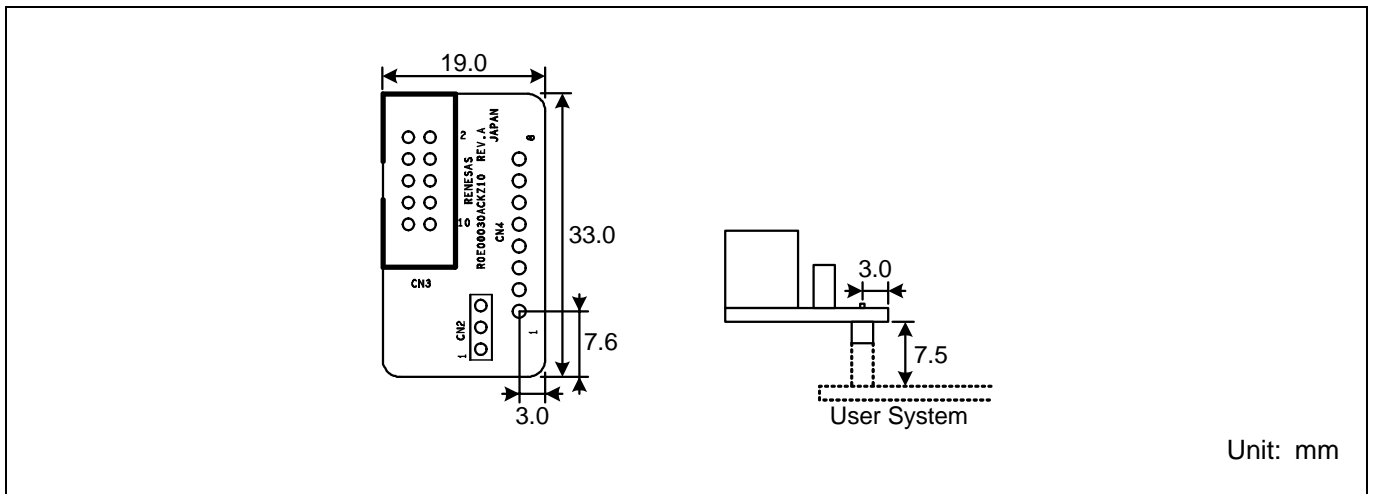 19.0
2
RENESAS
R0E00030ACKZ10 REV.A
JAPAN
8
10
CN4
33.0
CN3
CN2
1
1
7.6
3.0
3.0
7.5
User System
Unit: mm